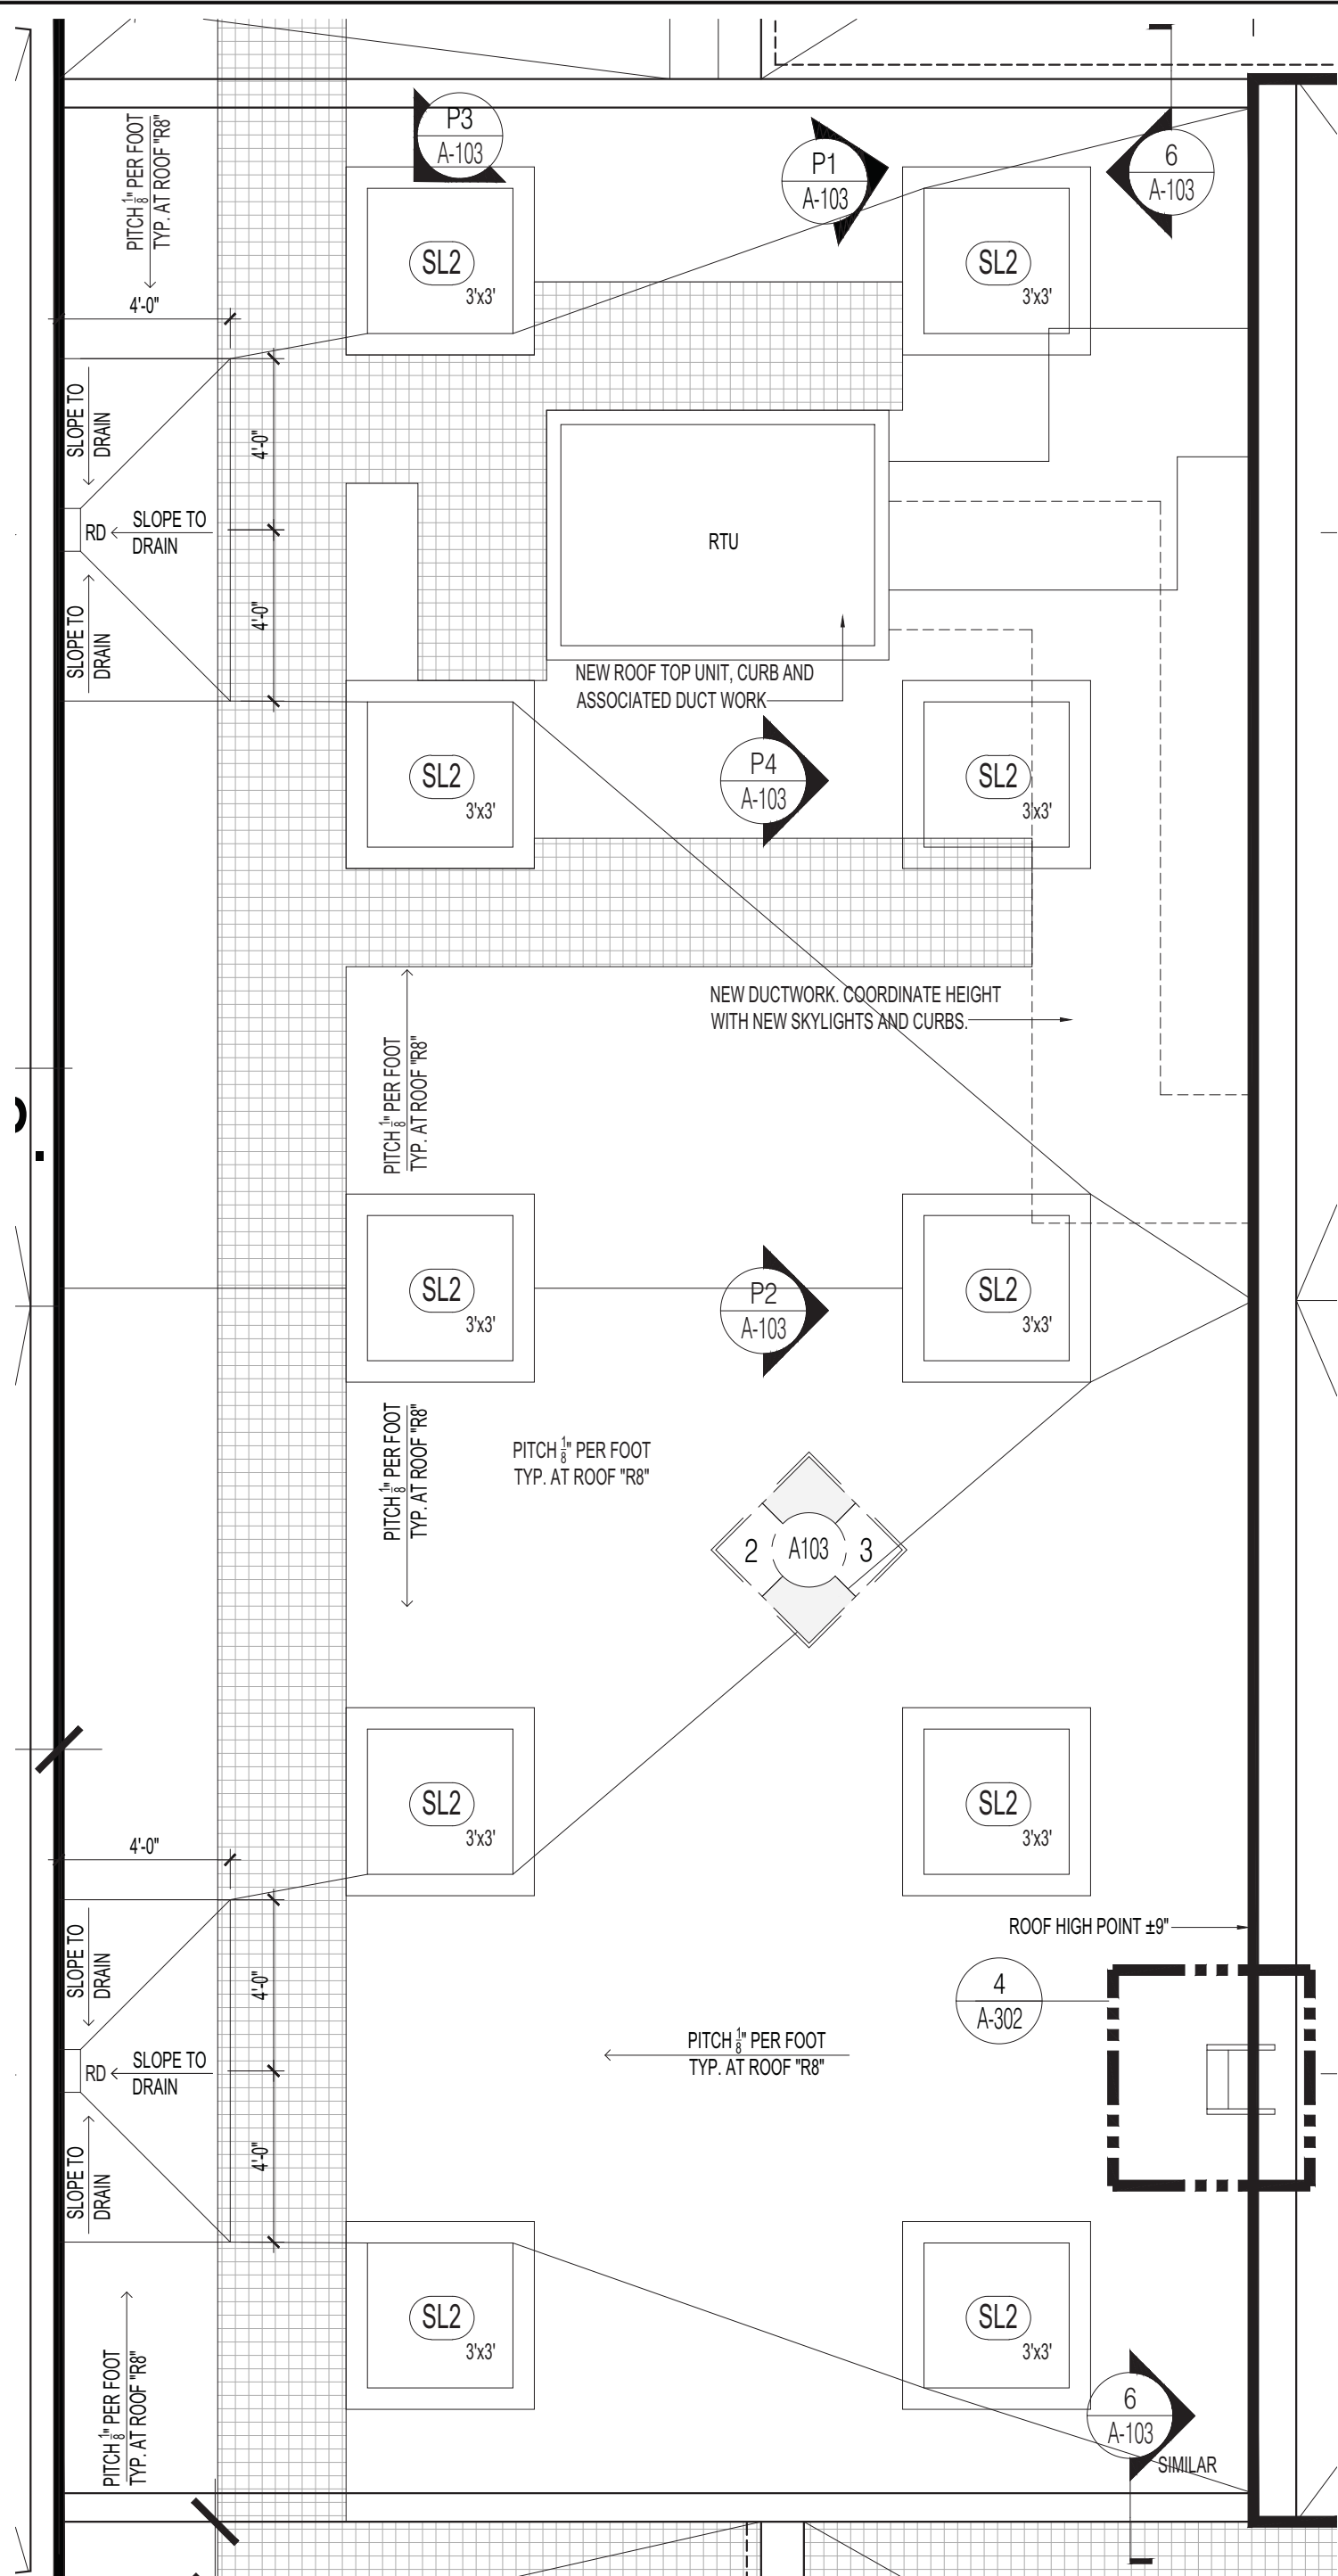 P3
A-103
P1
A-103
6
A-103
PITCH 1/8" PER FOOT
TYP. AT ROOF "R8"
SL2
3'x3'
SL2
3'x3'
4'-0"
SLOPE TO
DRAIN
4'-0"
RD
SLOPE TO
DRAIN
RTU
SLOPE TO
DRAIN
4'-0"
NEW ROOF TOP UNIT, CURB AND
ASSOCIATED DUCT WORK
SL2
3'x3'
P4
A-103
SL2
3'x3'
NEW DUCTWORK. COORDINATE HEIGHT
WITH NEW SKYLIGHTS AND CURBS.
PITCH 1/8" PER FOOT
TYP. AT ROOF "R8"
SL2
3'x3'
P2
A-103
SL2
3'x3'
PITCH 1/8" PER FOOT
TYP. AT ROOF "R8"
PITCH 1/8" PER FOOT
TYP. AT ROOF "R8"
2
A103
3
SL2
3'x3'
SL2
3'x3'
4'-0"
ROOF HIGH POINT ±9"
SLOPE TO
DRAIN
4'-0"
4
A-302
RD
SLOPE TO
DRAIN
PITCH 1/8" PER FOOT
TYP. AT ROOF "R8"
SLOPE TO
DRAIN
4'-0"
SL2
3'x3'
SL2
3'x3'
PITCH 1/8" PER FOOT
TYP. AT ROOF "R8"
6
A-103
SIMILAR